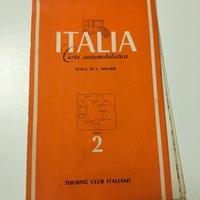 ITALIA
Carta automobilistica
SCALA DI 1 : 500 000
2
TOURING CLUB ITALIANO